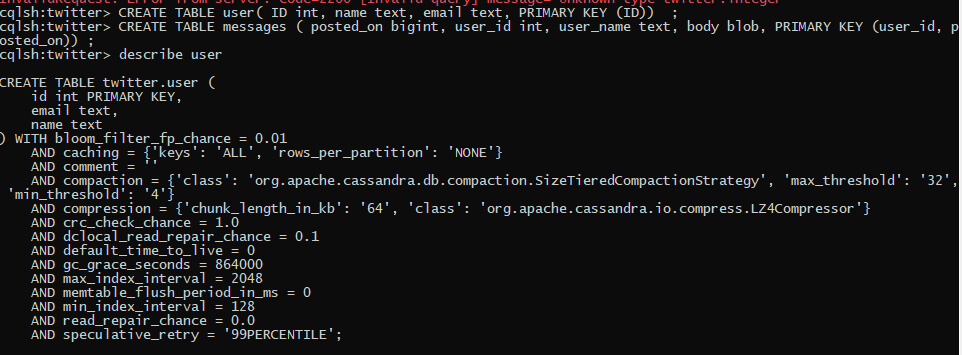 InvalidRequest: Error from server: code=2200 [Invalid query] message="unknown type twitter.integer"
cqlsh:twitter> CREATE TABLE user( ID int, name text, email text, PRIMARY KEY (ID))  ;
cqlsh:twitter> CREATE TABLE messages ( posted_on bigint, user_id int, user_name text, body blob, PRIMARY KEY (user_id, p
osted_on)) ;
cqlsh:twitter> describe user
CREATE TABLE twitter.user (
    id int PRIMARY KEY,
    email text,
    name text
) WITH bloom_filter_fp_chance = 0.01
    AND caching = {'keys': 'ALL', 'rows_per_partition': 'NONE'}
    AND comment = ''
    AND compaction = {'class': 'org.apache.cassandra.db.compaction.SizeTieredCompactionStrategy', 'max_threshold': '32',
 'min_threshold': '4'}
    AND compression = {'chunk_length_in_kb': '64', 'class': 'org.apache.cassandra.io.compress.LZ4Compressor'}
    AND crc_check_chance = 1.0
    AND dclocal_read_repair_chance = 0.1
    AND default_time_to_live = 0
    AND gc_grace_seconds = 864000
    AND max_index_interval = 2048
    AND memtable_flush_period_in_ms = 0
    AND min_index_interval = 128
    AND read_repair_chance = 0.0
    AND speculative_retry = '99PERCENTILE';